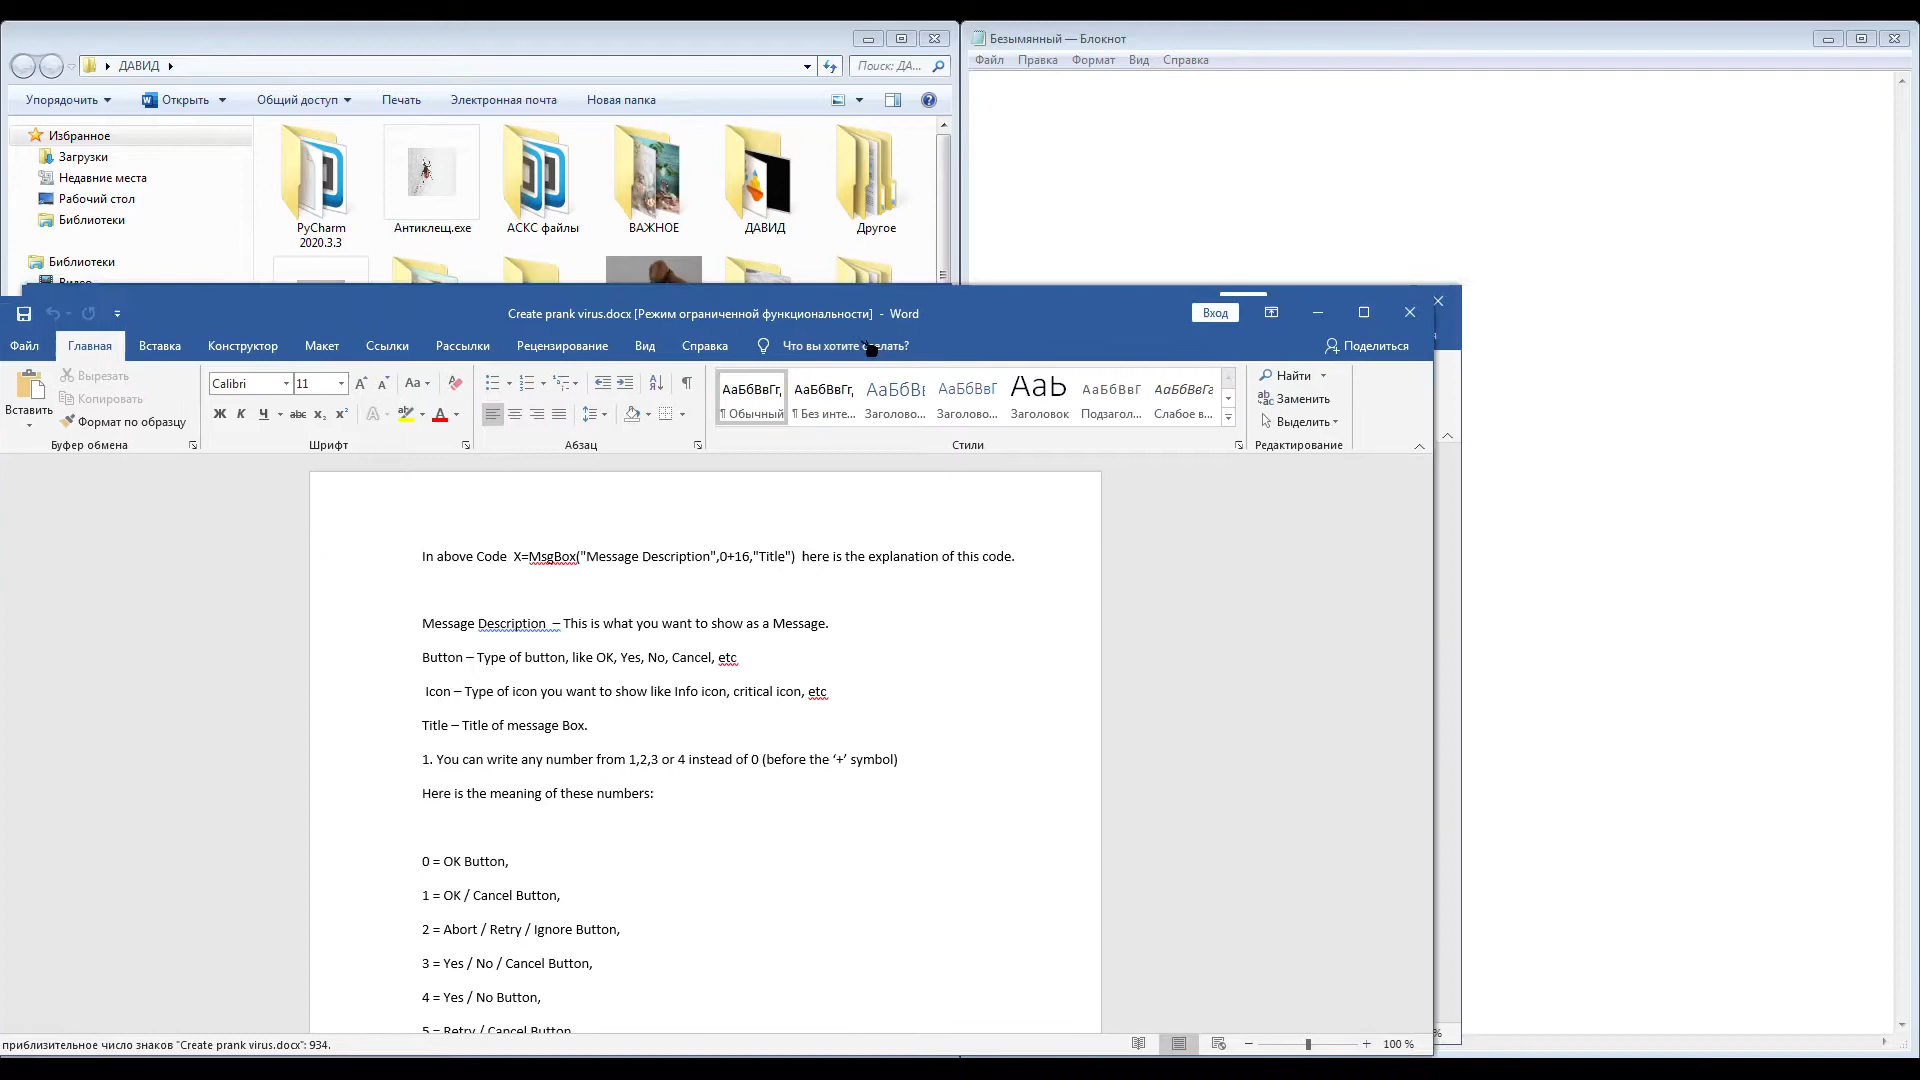 ДАВИД
Поиск: ДА...
Упорядочить
Открыть
Общий доступ
Печать
Электронная почта
Новая папка
Избранное
Загрузки
Недавние места
Рабочий стол
Библиотеки
Библиотеки
PyCharm 2020.3.3
Антиклещ.exe
АСКС файлы
ВАЖНОЕ
ДАВИД
Другое
Безымянный — Блокнот
Файл Правка Формат Вид Справка
Create prank virus.docx [Режим ограниченной функциональности] - Word
Вход
Файл Главная Вставка Конструктор Макет Ссылки Рассылки Рецензирование Вид Справка Что вы хотите сделать? Поделиться
Вставить
Вырезать
Копировать
Формат по образцу
Буфер обмена
Calibri 11
Aa
Ж К Ч abc x₂ x²
Шрифт
Абзац
АаБбВвГг,
¶ Обычный
АаБбВвГг,
¶ Без инте...
АаБбВı
Заголово...
АаБбВвГ
Заголово...
АаЬ
Заголовок
АаБбВвГ
Подзагол...
АаБбВвГг
Слабое в...
Стили
Найти
Заменить
Выделить
Редактирование
In above Code X=MsgBox("Message Description",0+16,"Title") here is the explanation of this code.
Message Description – This is what you want to show as a Message.
Button – Type of button, like OK, Yes, No, Cancel, etc
Icon – Type of icon you want to show like Info icon, critical icon, etc
Title – Title of message Box.
1. You can write any number from 1,2,3 or 4 instead of 0 (before the ‘+’ symbol)
Here is the meaning of these numbers:
0 = OK Button,
1 = OK / Cancel Button,
2 = Abort / Retry / Ignore Button,
3 = Yes / No / Cancel Button,
4 = Yes / No Button,
5 = Retry / Cancel Button
приблизительное число знаков "Create prank virus.docx": 934.
100 %